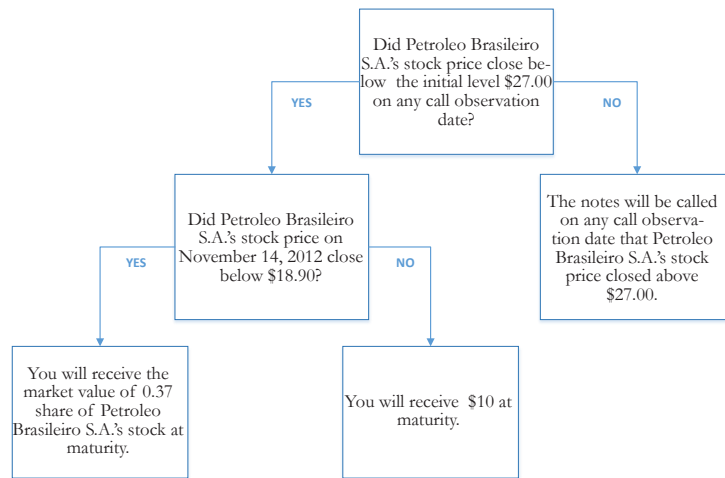 Did Petroleo Brasileiro
S.A.'s stock price close be-
low the initial level $27.00
on any call observation
date?
YES
NO
Did Petroleo Brasileiro
S.A.'s stock price on
November 14, 2012 close
below $18.90?
The notes will be called
on any call observa-
tion date that Petroleo
Brasileiro S.A.'s stock
price closed above
$27.00.
YES
NO
You will receive the
market value of 0.37
share of Petroleo
Brasileiro S.A.'s stock at
maturity.
You will receive $10 at
maturity.